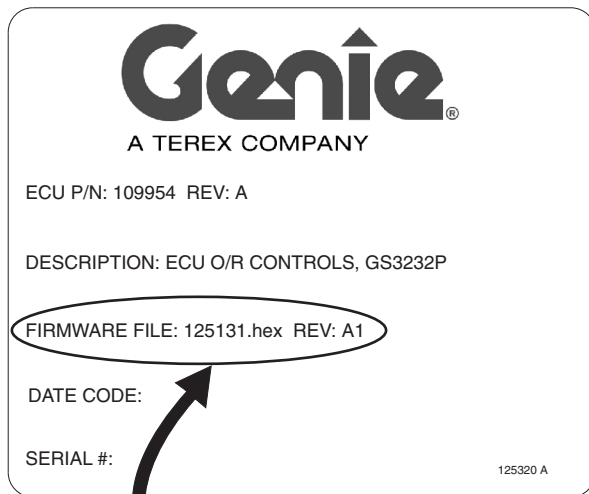 Genie®
A TEREX COMPANY
ECU P/N: 109954 REV: A
DESCRIPTION: ECU O/R CONTROLS, GS3232P
FIRMWARE FILE: 125131.hex REV: A1
DATE CODE:
SERIAL #:
125320 A